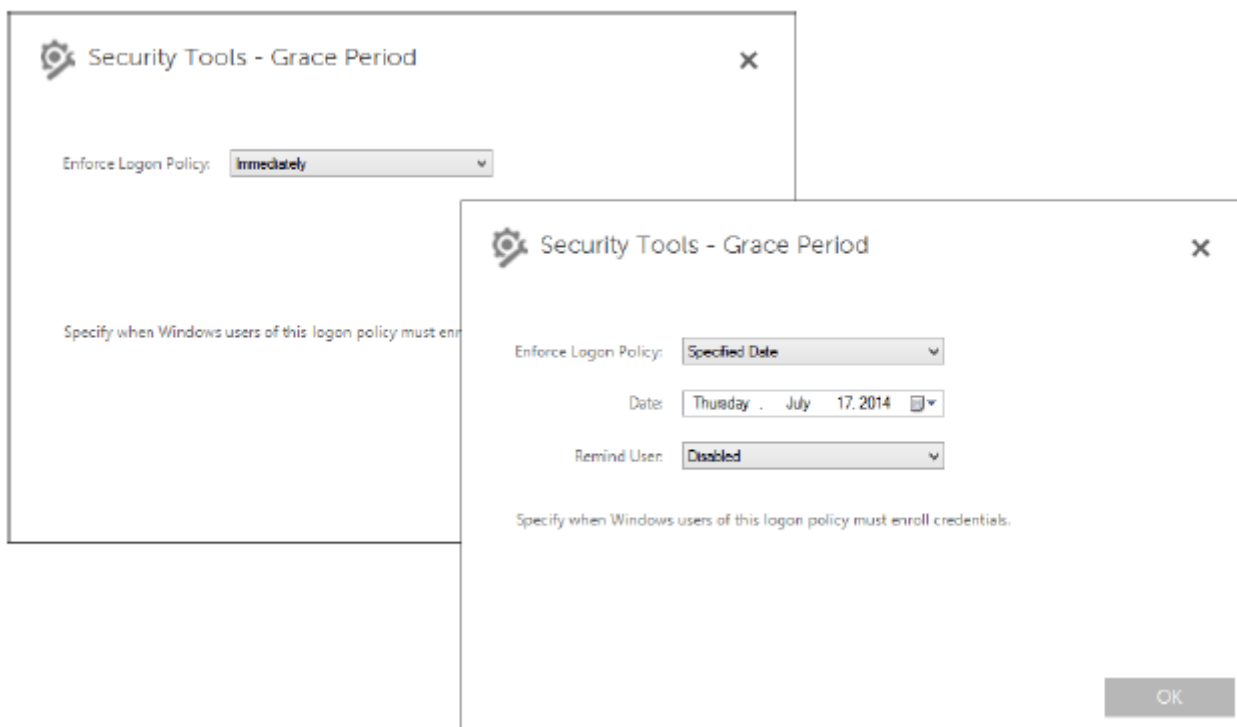 Security Tools - Grace Period
Enforce Logon Policy: Immediately
Specify when Windows users of this logon policy must enr
Security Tools - Grace Period
Enforce Logon Policy: Specified Date
Date: Thursday , July 17, 2014
Remind User: Disabled
Specify when Windows users of this logon policy must enroll credentials.
OK